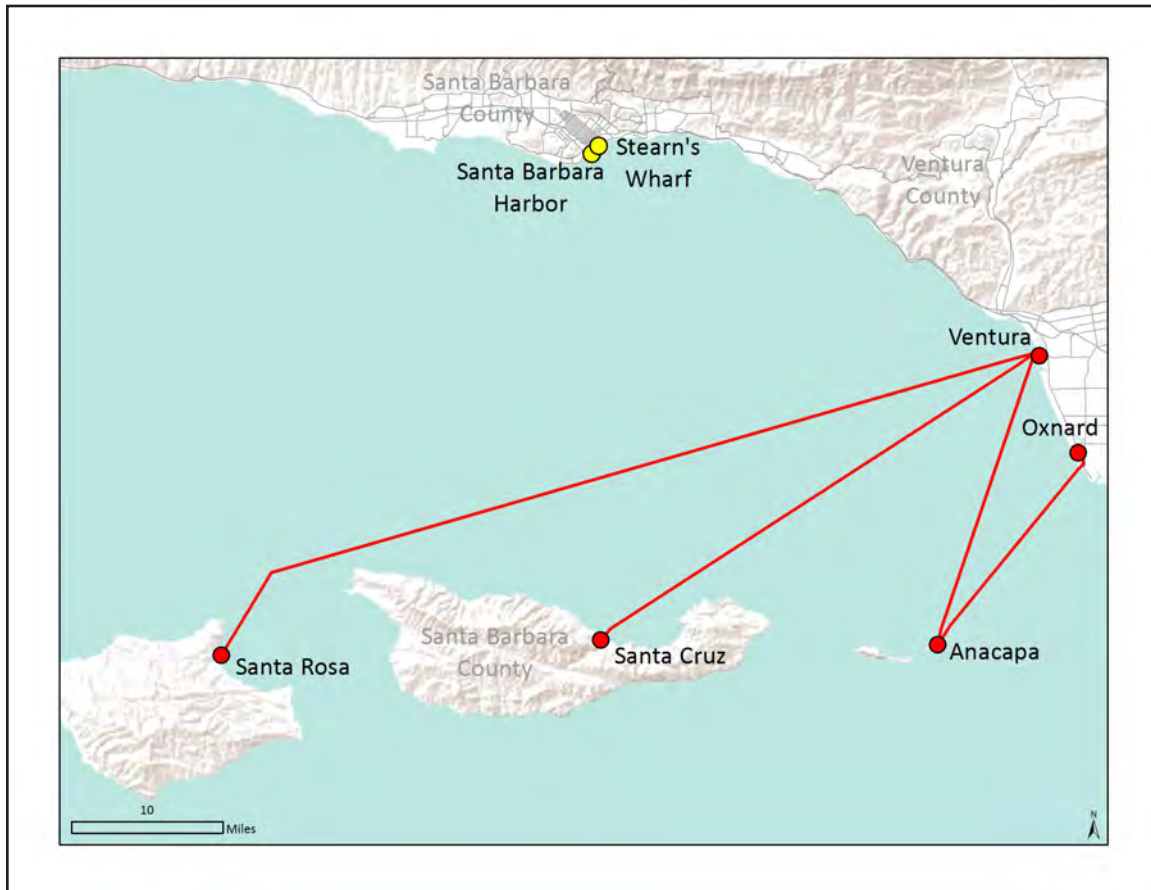 Santa Barbara
County
Stearn's
Wharf
Santa Barbara
Harbor
Ventura
County
Ventura
Oxnard
Santa Rosa
Santa Barbara
County
Santa Cruz
Anacapa
10
Miles
N